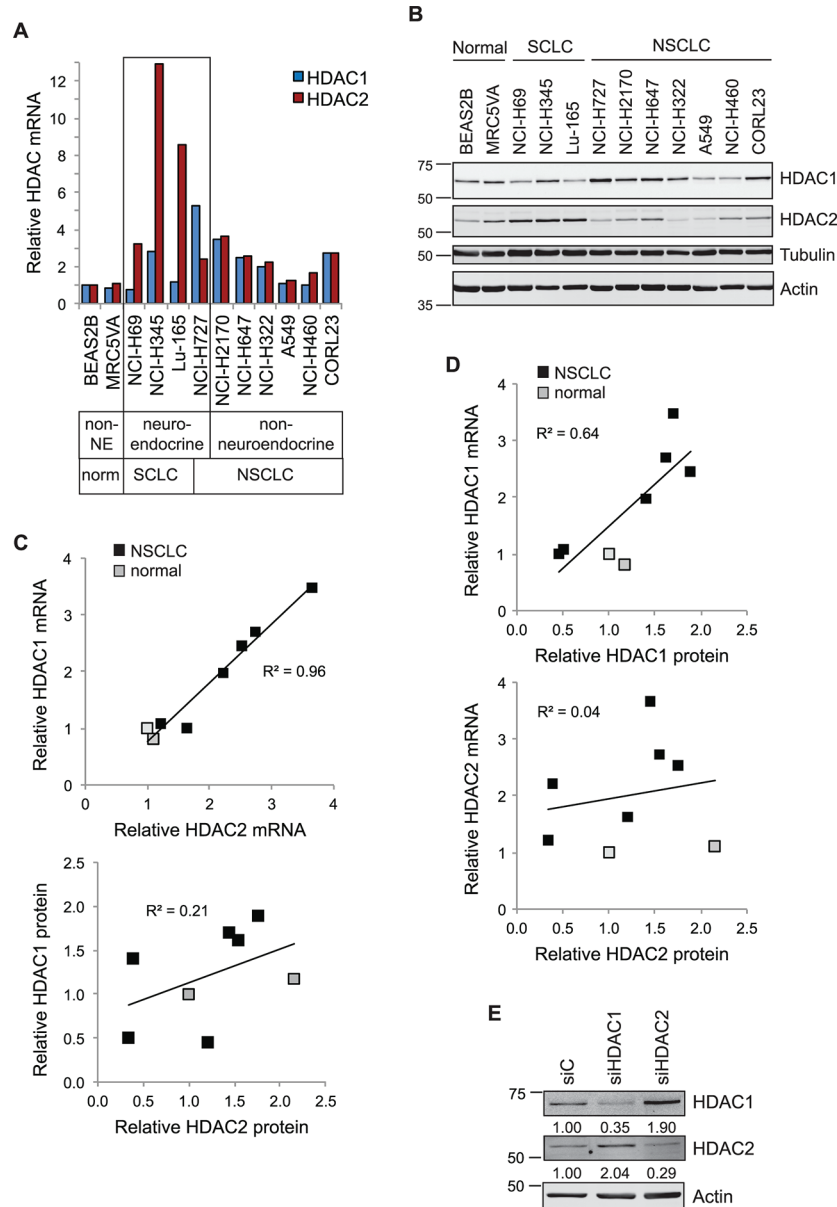 A
Relative HDAC mRNA
12
10
8
6
4
2
0
HDAC1
HDAC2
BEAS2B
MRC5VA
NCI-H69
NCI-H345
Lu-165
NCI-H727
NCI-H2170
NCI-H647
NCI-H322
A549
NCI-H460
CORL23
non-NE
neuro-endocrine
non-neuroendocrine
norm
SCLC
NSCLC
B
Normal
SCLC
NSCLC
BEAS2B
MRC5VA
NCI-H69
NCI-H345
Lu-165
NCI-H727
NCI-H2170
NCI-H647
NCI-H322
A549
NCI-H460
CORL23
75
50
HDAC1
50
HDAC2
50
Tubulin
35
Actin
C
NSCLC
normal
Relative HDAC1 mRNA
4
3
2
1
0
R² = 0.96
0 1 2 3 4
Relative HDAC2 mRNA
Relative HDAC1 protein
2.5
2.0
1.5
1.0
0.5
0.0
R² = 0.21
0.0 0.5 1.0 1.5 2.0 2.5
Relative HDAC2 protein
D
NSCLC
normal
Relative HDAC1 mRNA
4
3
2
1
0
R² = 0.64
0.0 0.5 1.0 1.5 2.0 2.5
Relative HDAC1 protein
Relative HDAC2 mRNA
4
3
2
1
0
R² = 0.04
0.0 0.5 1.0 1.5 2.0 2.5
Relative HDAC2 protein
E
siC
siHDAC1
siHDAC2
75
HDAC1
1.00 0.35 1.90
50
HDAC2
1.00 2.04 0.29
50
Actin